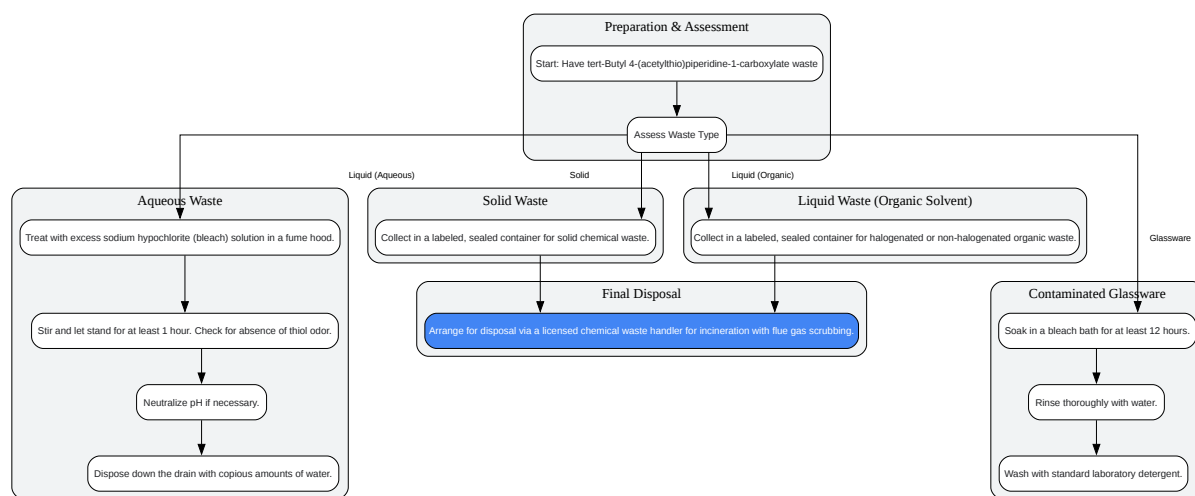 Preparation & Assessment
Start: Have tert-Butyl 4-(acetylthio)piperidine-1-carboxylate waste
Assess Waste Type
Liquid (Aqueous)
Solid
Liquid (Organic)
Glassware
Aqueous Waste
Treat with excess sodium hypochlorite (bleach) solution in a fume hood.
Stir and let stand for at least 1 hour. Check for absence of thiol odor.
Neutralize pH if necessary.
Dispose down the drain with copious amounts of water.
Solid Waste
Collect in a labeled, sealed container for solid chemical waste.
Liquid Waste (Organic Solvent)
Collect in a labeled, sealed container for halogenated or non-halogenated organic waste.
Final Disposal
Arrange for disposal via a licensed chemical waste handler for incineration with flue gas scrubbing.
Contaminated Glassware
Soak in a bleach bath for at least 12 hours.
Rinse thoroughly with water.
Wash with standard laboratory detergent.